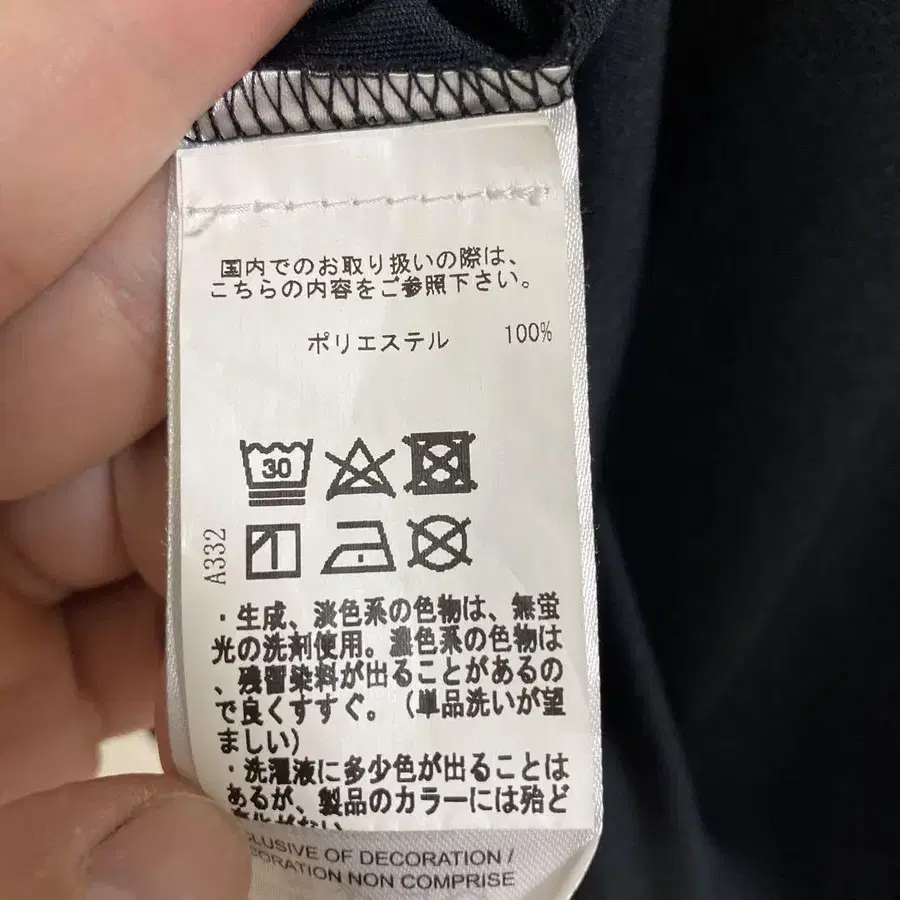 国内でのお取り扱いの際は、
こちらの内容をご参照下さい。
ポリエステル 100%
30
A332
・生成、淡色系の色物は、無蛍
光の洗剤使用。濃色系の色物は
、残留染料が出ることがあるの
で良くすすぐ。（単品洗いが望
ましい）
・洗濯液に多少色が出ることは
あるが、製品のカラーには殆ど
変化がない
CLUSIVE OF DECORATION /
CORATION NON COMPRISE